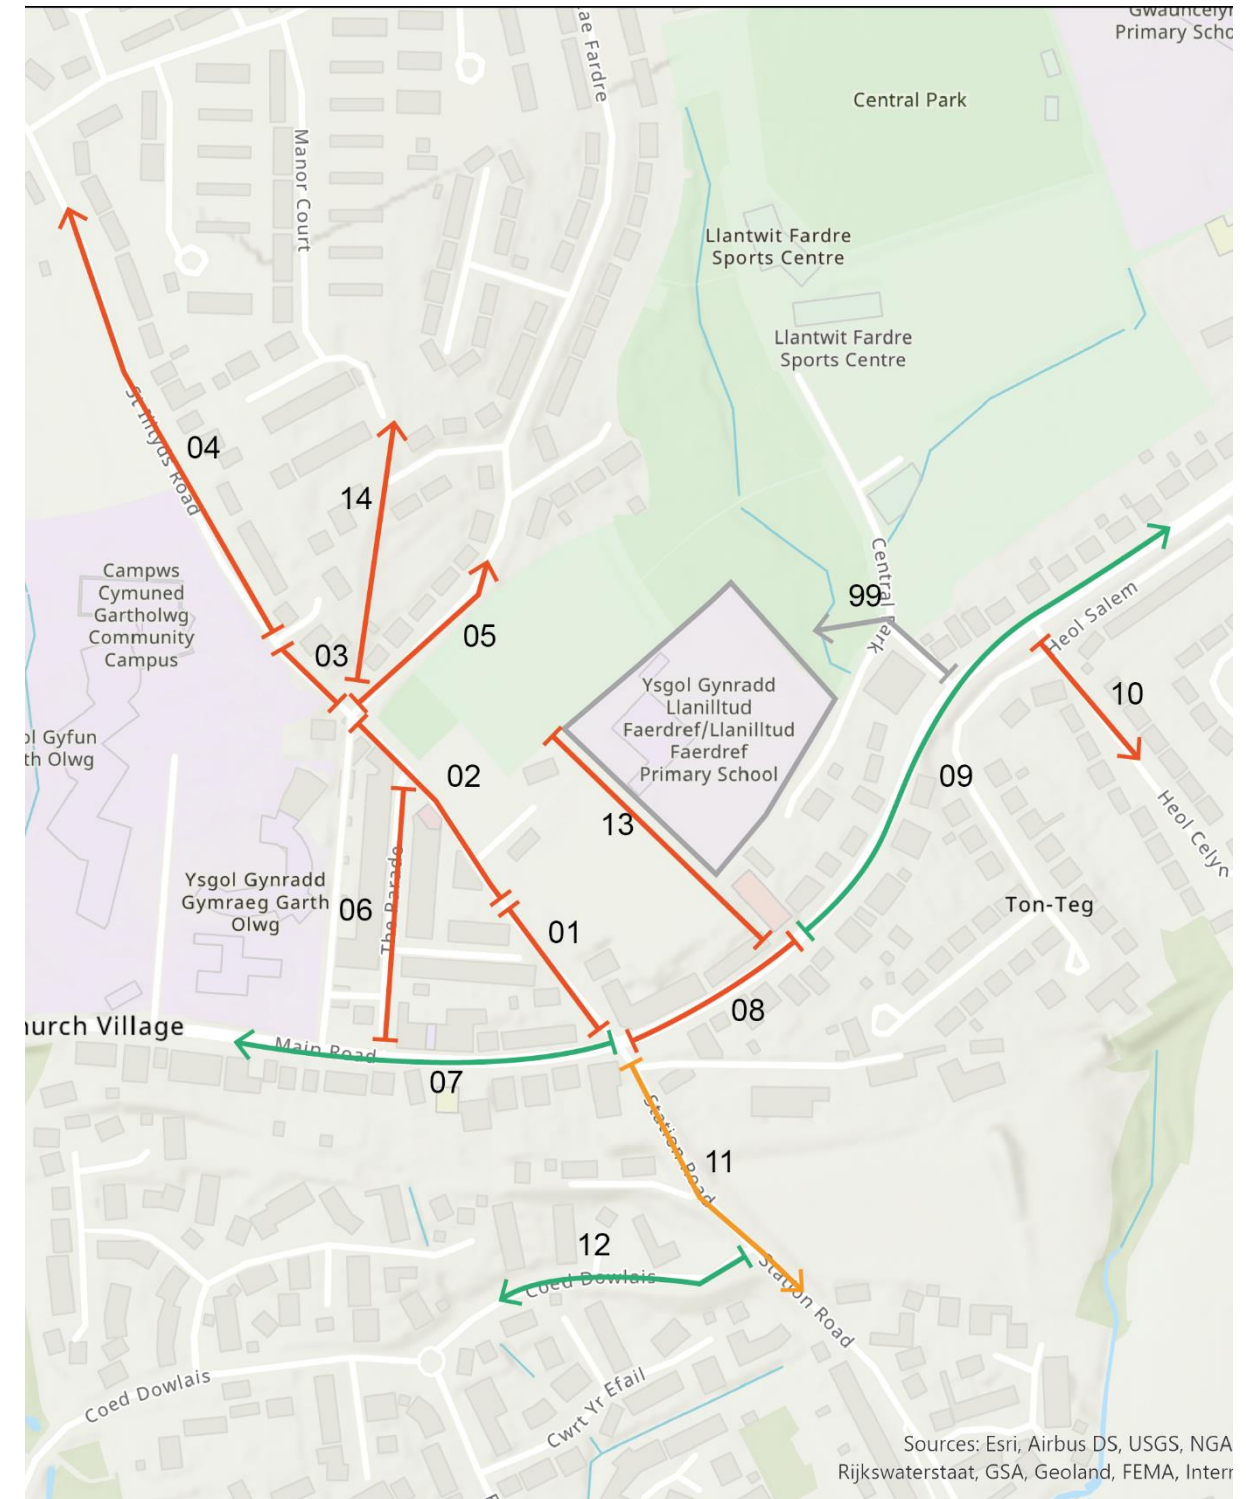 Primary Scho
Central Park
ae Fardre
Manor Court
Llantwit Fardre
Sports Centre
Llantwit Fardre
Sports Centre
04
St Illtyds Road
14
Central Park
99
Campws
Cymuned
Gartholwg
Community
Campus
05
03
Heol Salem
10
Ysgol Gynradd
Llanilltud
Faerdref/Llanilltud
Faerdref
Primary School
ol Gyfun
th Olwg
02
09
13
Heol Celyn
Ysgol Gynradd
Gymraeg Garth
Olwg
06
The Parade
01
Ton-Teg
08
hurch Village
Main Road
07
Station Road
11
12
Coed Dowlais
Station Road
Coed Dowlais
Cwrt Yr Efail
Sources: Esri, Airbus DS, USGS, NGA
Rijkswaterstaat, GSA, Geoland, FEMA, Interr